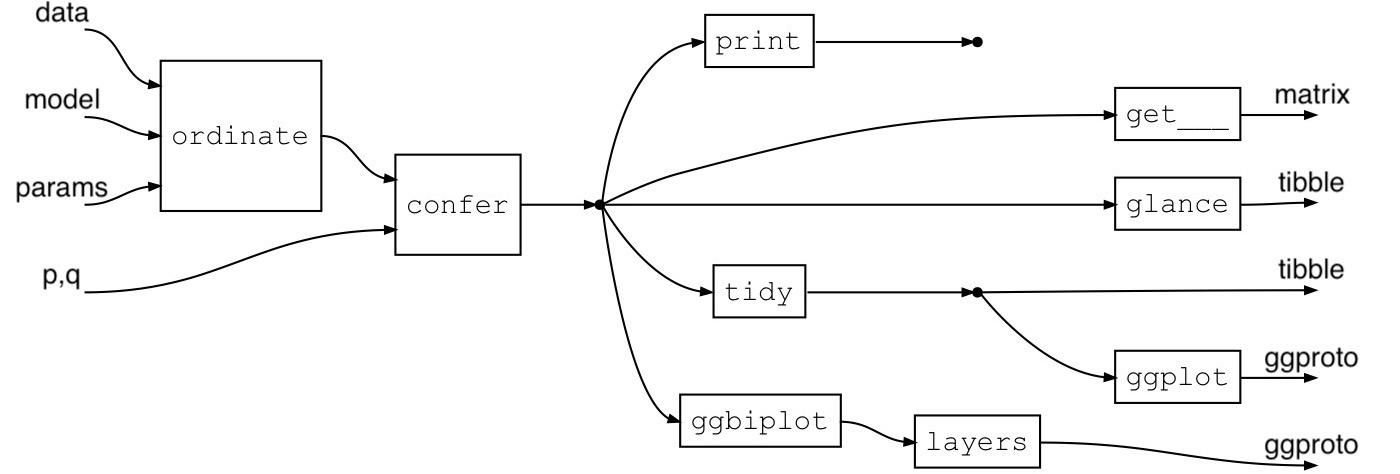 data
print
model
get___
matrix
ordinate
params
confer
glance
tibble
p,q
tidy
tibble
ggplot
ggproto
ggbiplot
layers
ggproto